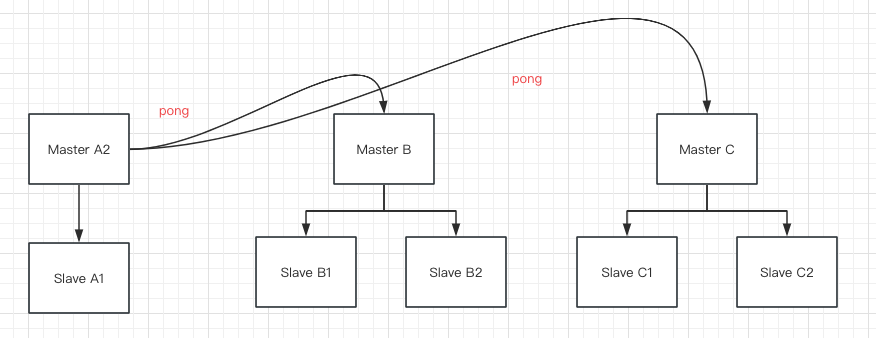 pong
pong
Master A2
Master B
Master C
Slave A1
Slave B1
Slave B2
Slave C1
Slave C2